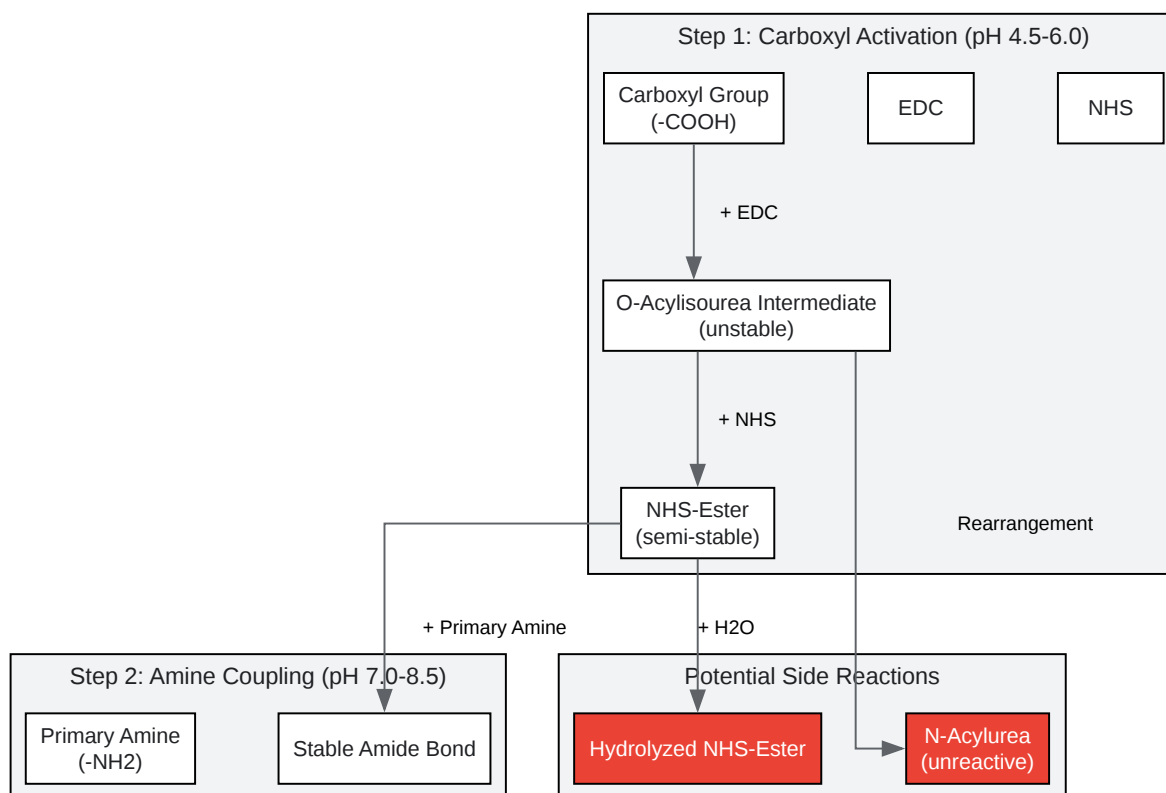 Step 1: Carboxyl Activation (pH 4.5-6.0)
Carboxyl Group
(-COOH)
EDC
NHS
+ EDC
O-Acylisourea Intermediate
(unstable)
+ NHS
NHS-Ester
(semi-stable)
Rearrangement
+ Primary Amine
+ H2O
Step 2: Amine Coupling (pH 7.0-8.5)
Primary Amine
(-NH2)
Stable Amide Bond
Potential Side Reactions
Hydrolyzed NHS-Ester
N-Acylurea
(unreactive)